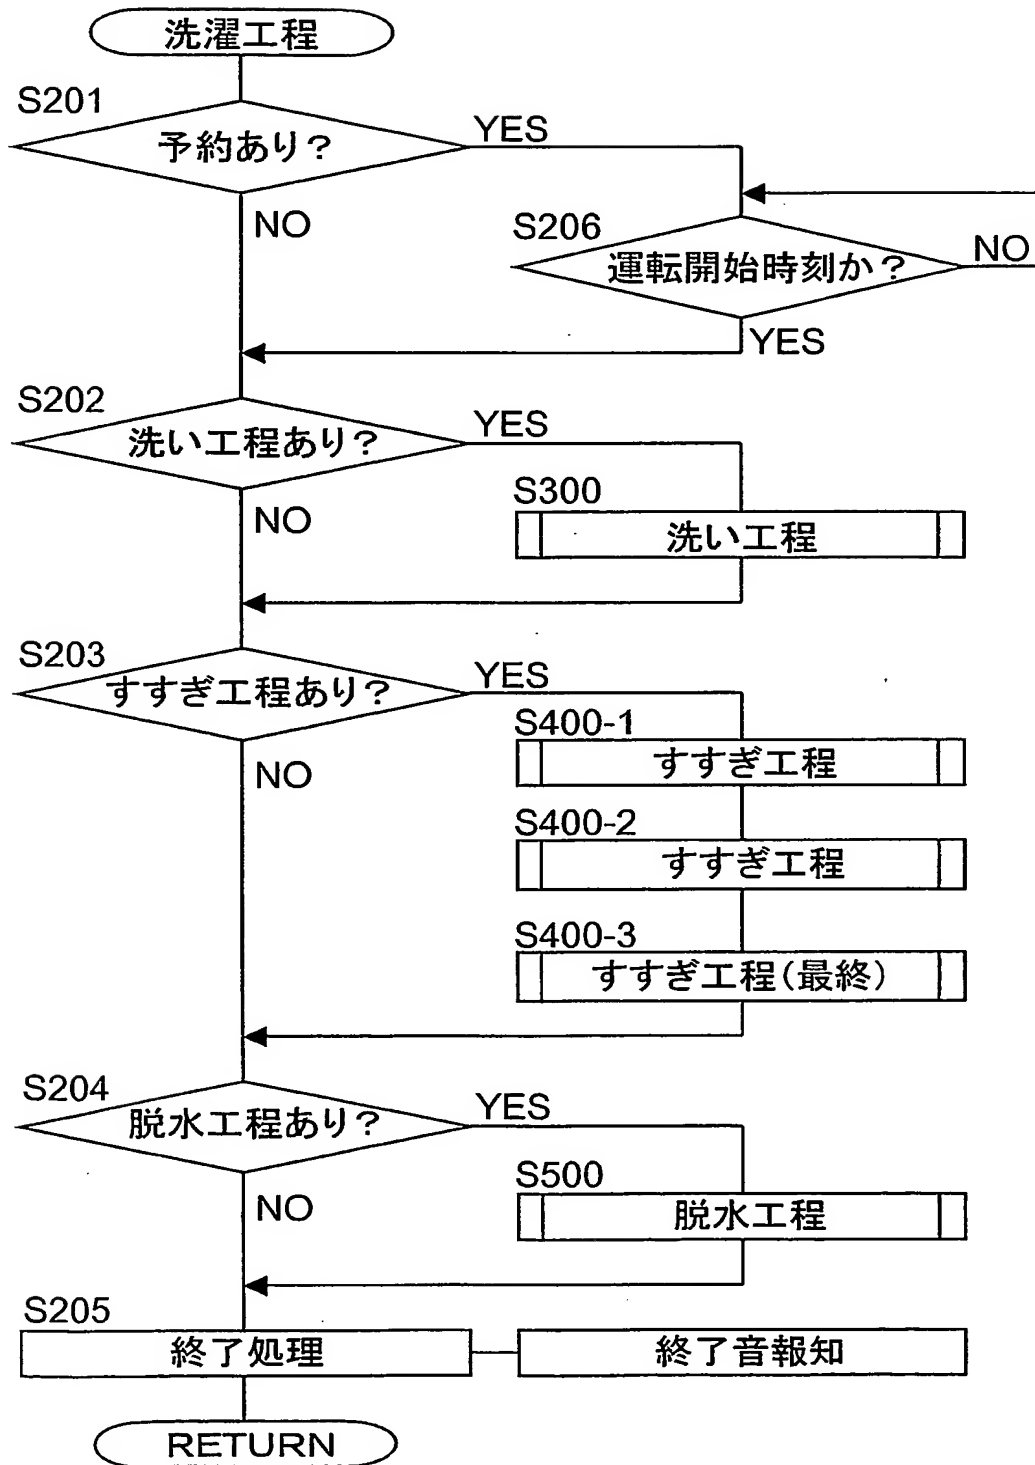 洗濯工程
S201
予約あり?
YES
NO
S206
運転開始時刻か?
NO
YES
S202
洗い工程あり?
YES
NO
S300
洗い工程
S203
すすぎ工程あり?
YES
NO
S400-1
すすぎ工程
S400-2
すすぎ工程
S400-3
すすぎ工程(最終)
S204
脱水工程あり?
YES
NO
S500
脱水工程
S205
終了処理
終了音報知
RETURN